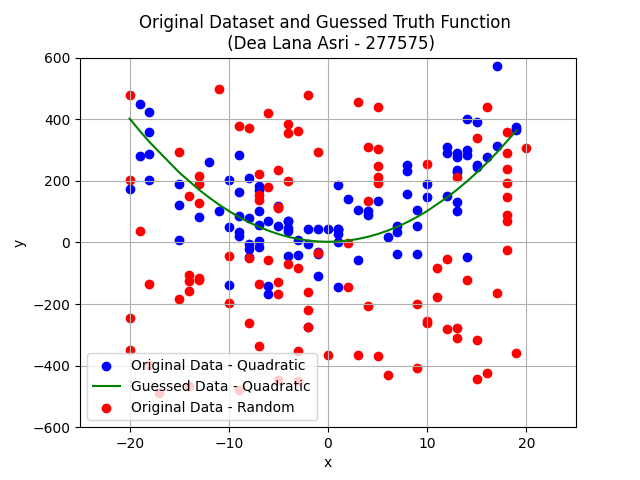 Original Dataset and Guessed Truth Function
(Dea Lana Asri - 277575)
600
400
200
0
−200
−400
−600
y
Original Data - Quadratic
Guessed Data - Quadratic
Original Data - Random
−20
−10
0
10
20
x